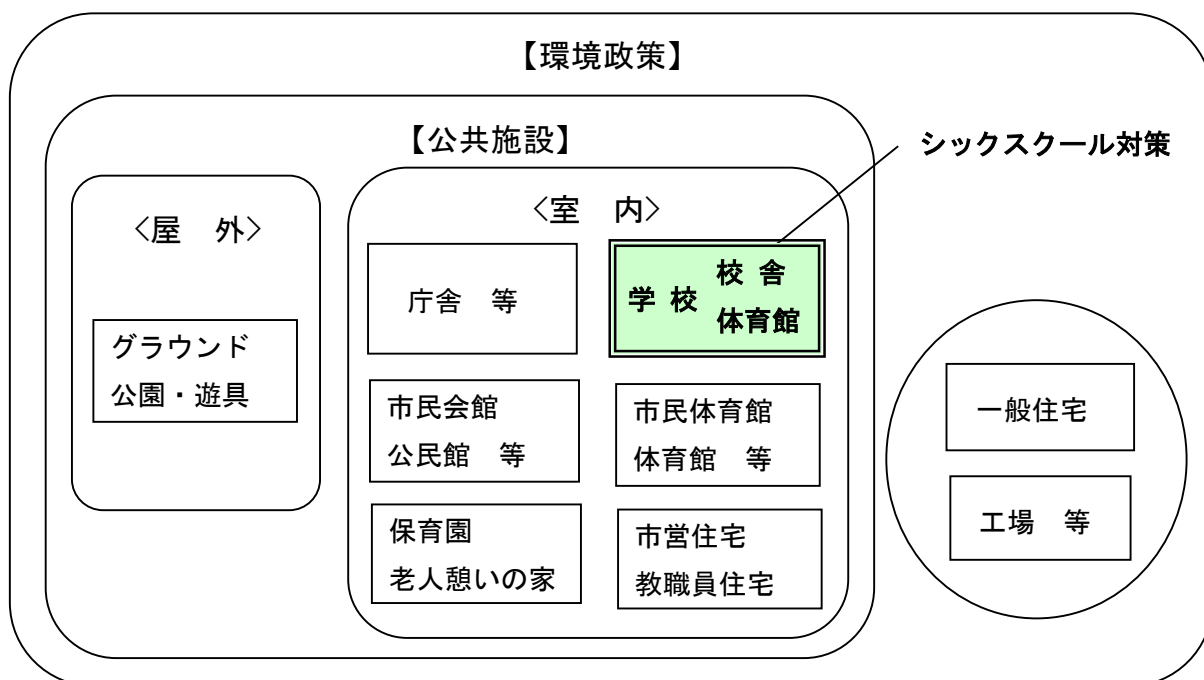 【環境政策】
【公共施設】
シックスクール対策
〈屋　外〉
グラウンド
公園・遊具
〈室　内〉
庁舎　等
学 校
校 舎
体育館
市民会館
公民館　等
市民体育館
体育館　等
保育園
老人憩いの家
市営住宅
教職員住宅
一般住宅
工場　等